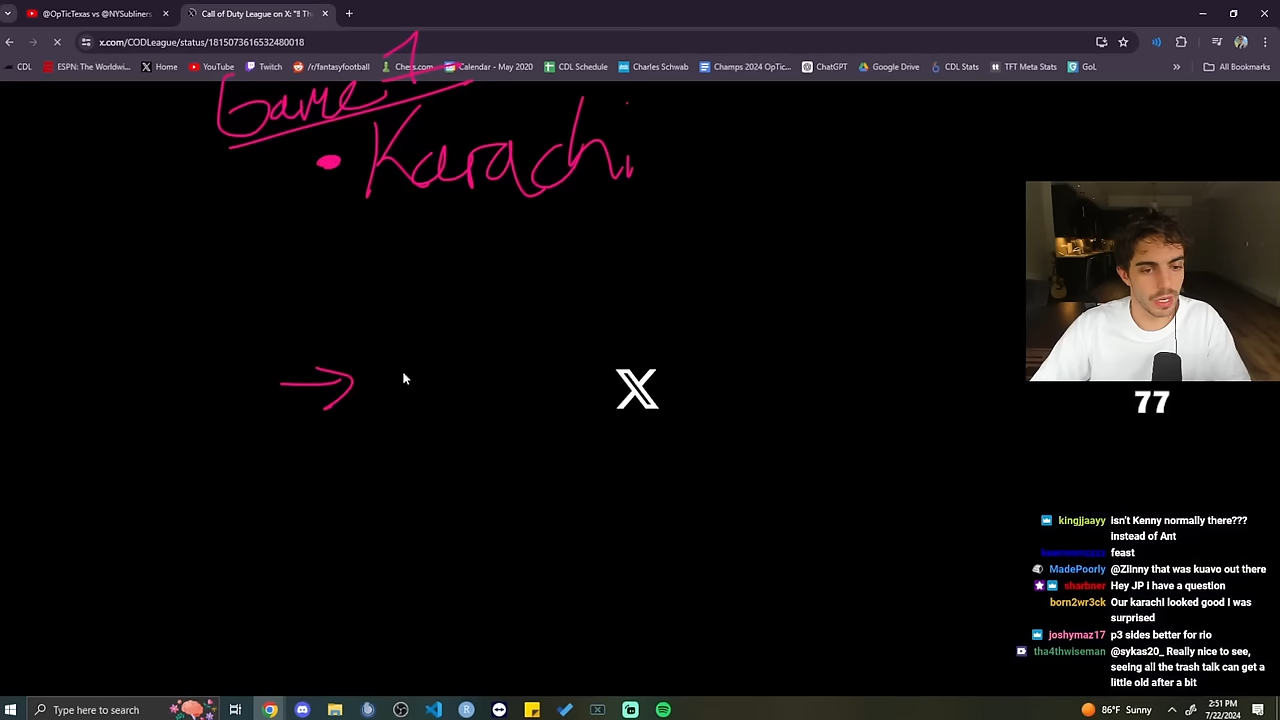 @OpTicTexas vs @NYSubliners
Call of Duty League on X: "‼ Th
x.com/CODLeague/status/1815073616532480018
CDL
ESPN: The Worldwi...
Home
YouTube
Twitch
/r/fantasyfootball
Chess.com
Calendar - May 2020
CDL Schedule
Charles Schwab
Champs 2024 OpTic...
ChatGPT
Google Drive
CDL Stats
TFT Meta Stats
GoL
All Bookmarks
Game 1
• Karachi
→
77
kingjjaayy isn't Kenny normally there???
instead of Ant
feast
MadePoorly @Zlinny that was kuavo out there
sharbner Hey JP I have a question
born2wr3ck Our karachi looked good I was
surprised
joshymaz17 p3 sides better for rio
tha4thwiseman @sykas20_ Really nice to see,
seeing all the trash talk can get a
little old after a bit
Type here to search
86°F Sunny
2:51 PM
7/22/2024